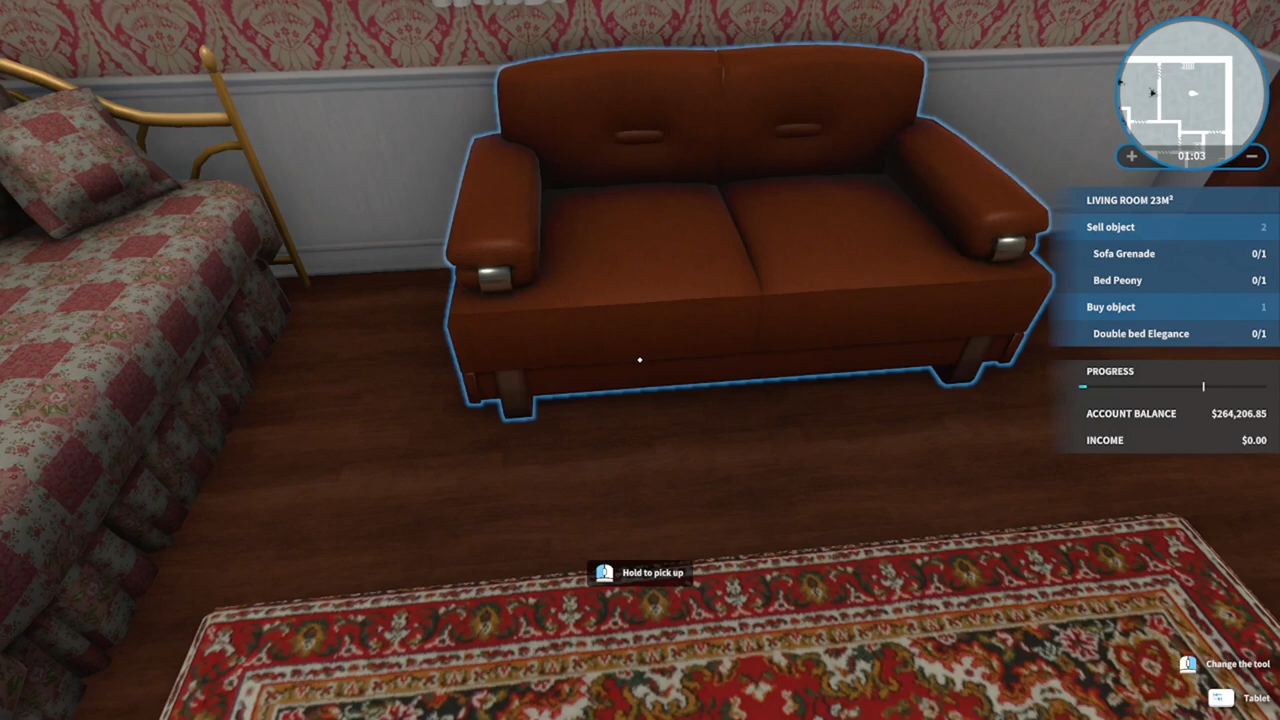 01:03
LIVING ROOM 23M²
Sell object 2
Sofa Grenade 0/1
Bed Peony 0/1
Buy object 1
Double bed Elegance 0/1
PROGRESS
ACCOUNT BALANCE $264,206.85
INCOME $0.00
Hold to pick up
Change the tool
Tablet